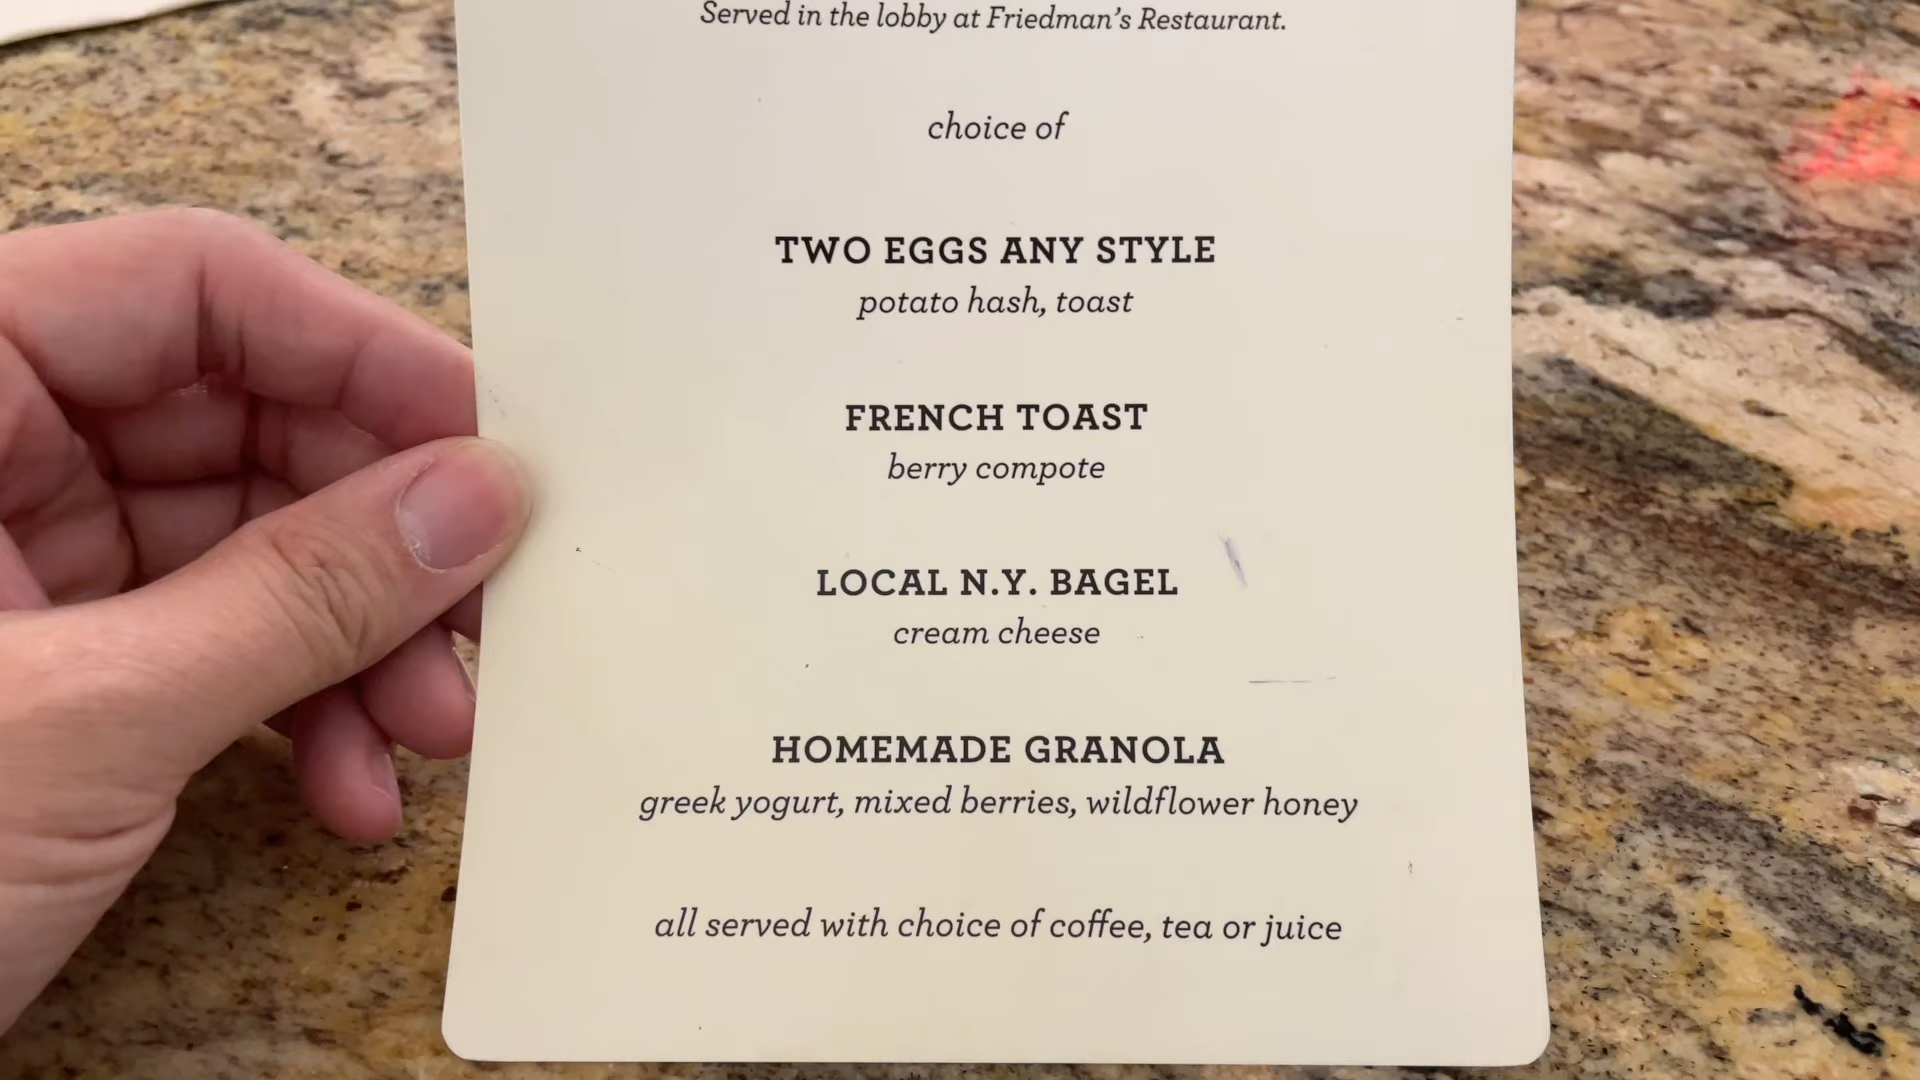 Served in the lobby at Friedman's Restaurant.
choice of
TWO EGGS ANY STYLE
potato hash, toast
FRENCH TOAST
berry compote
LOCAL N.Y. BAGEL
cream cheese
HOMEMADE GRANOLA
greek yogurt, mixed berries, wildflower honey
all served with choice of coffee, tea or juice